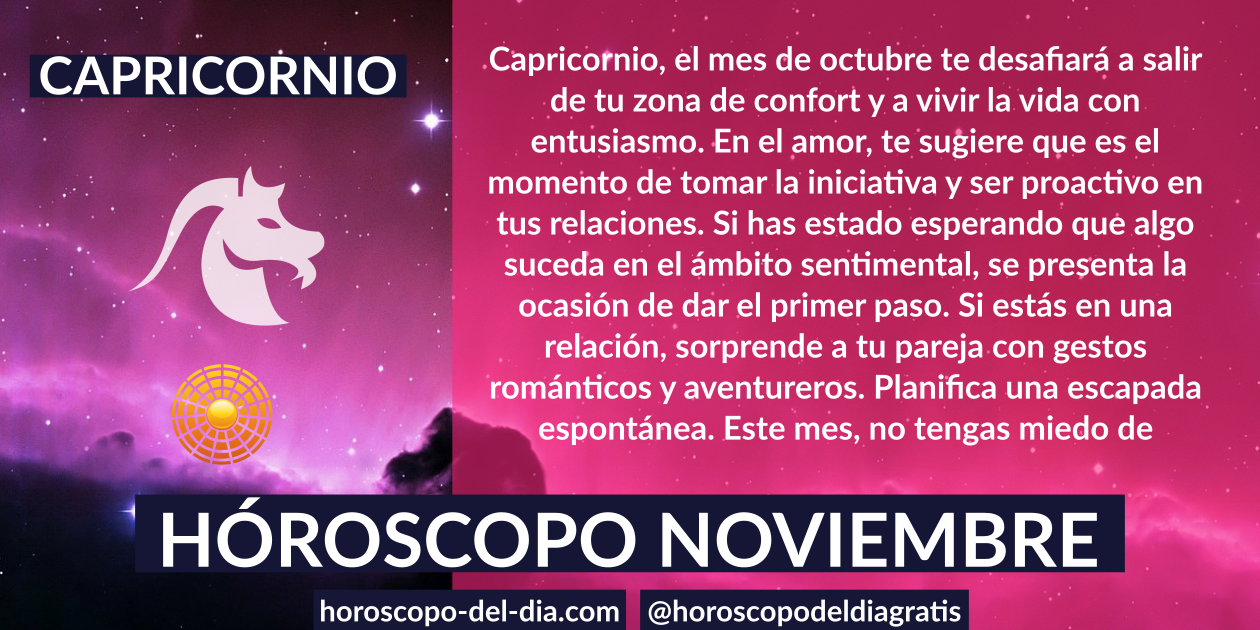 CAPRICORNIO
Capricornio, el mes de octubre te desafiará a salir
de tu zona de confort y a vivir la vida con
entusiasmo. En el amor, te sugiere que es el
momento de tomar la iniciativa y ser proactivo en
tus relaciones. Si has estado esperando que algo
suceda en el ámbito sentimental, se presenta la
ocasión de dar el primer paso. Si estás en una
relación, sorprende a tu pareja con gestos
románticos y aventureros. Planifica una escapada
espontánea. Este mes, no tengas miedo de
HÓROSCOPO NOVIEMBRE
horoscopo-del-dia.com
@horoscopodeldiagratis